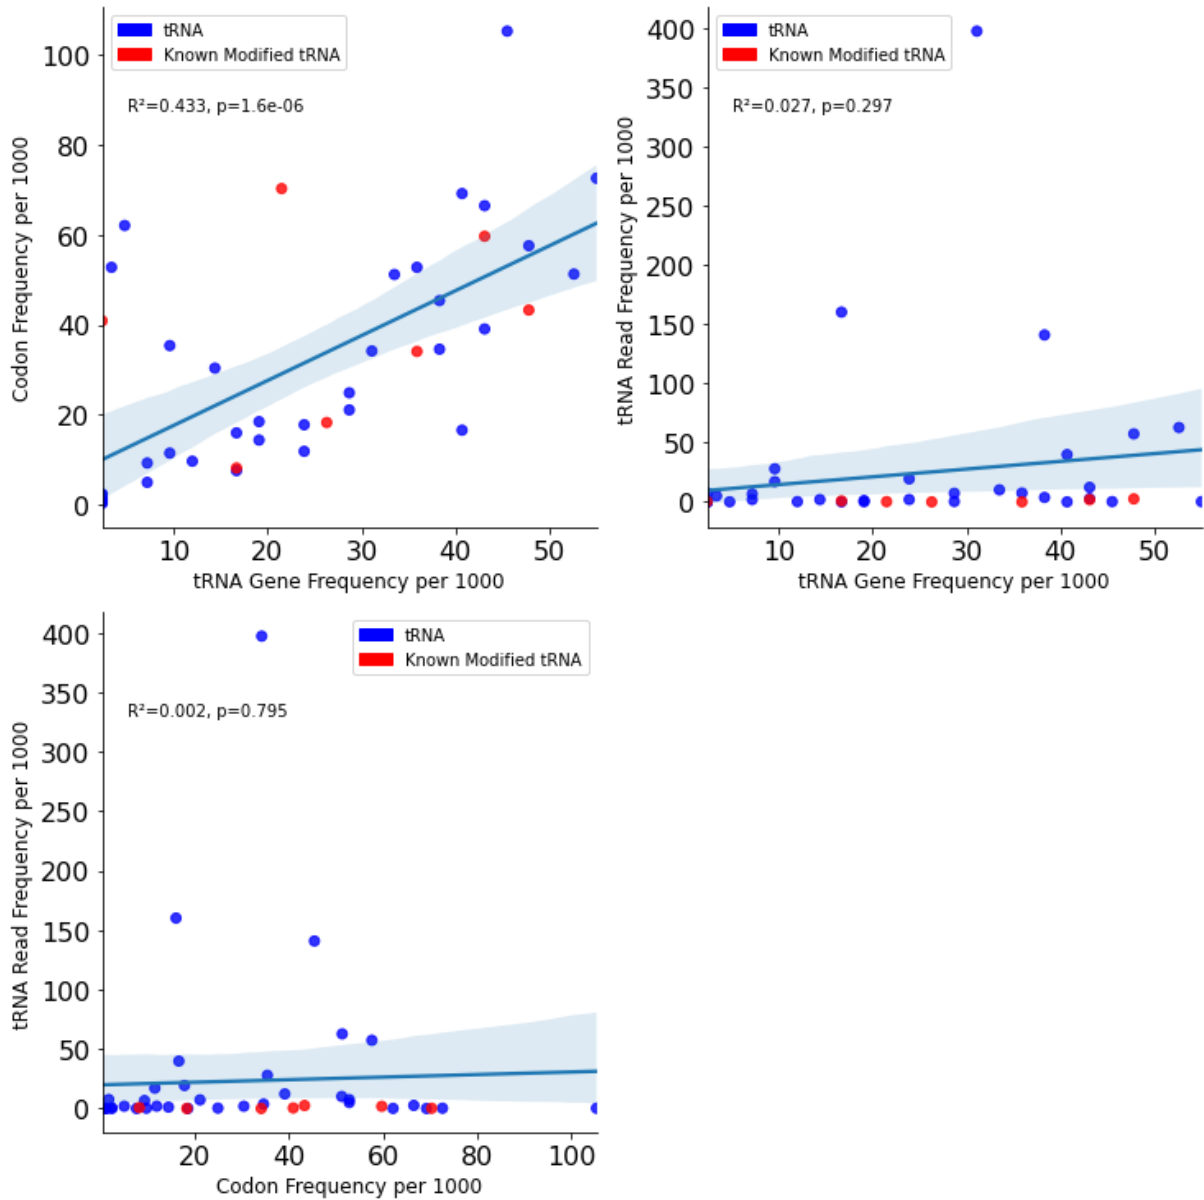 tRNA
Known Modified tRNA
R²=0.433, p=1.6e-06
Codon Frequency per 1000
100
80
60
40
20
0
10 20 30 40 50
tRNA Gene Frequency per 1000
tRNA
Known Modified tRNA
R²=0.027, p=0.297
tRNA Read Frequency per 1000
400
350
300
250
200
150
100
50
0
10 20 30 40 50
tRNA Gene Frequency per 1000
tRNA
Known Modified tRNA
R²=0.002, p=0.795
tRNA Read Frequency per 1000
400
350
300
250
200
150
100
50
0
20 40 60 80 100
Codon Frequency per 1000